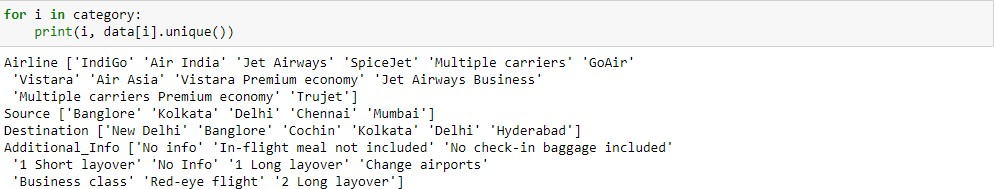 for i in category:
    print(i, data[i].unique())
Airline ['IndiGo' 'Air India' 'Jet Airways' 'SpiceJet' 'Multiple carriers' 'GoAir'
 'Vistara' 'Air Asia' 'Vistara Premium economy' 'Jet Airways Business'
 'Multiple carriers Premium economy' 'Trujet']
Source ['Banglore' 'Kolkata' 'Delhi' 'Chennai' 'Mumbai']
Destination ['New Delhi' 'Banglore' 'Cochin' 'Kolkata' 'Delhi' 'Hyderabad']
Additional_Info ['No info' 'In-flight meal not included' 'No check-in baggage included'
 '1 Short layover' 'No Info' '1 Long layover' 'Change airports'
 'Business class' 'Red-eye flight' '2 Long layover']